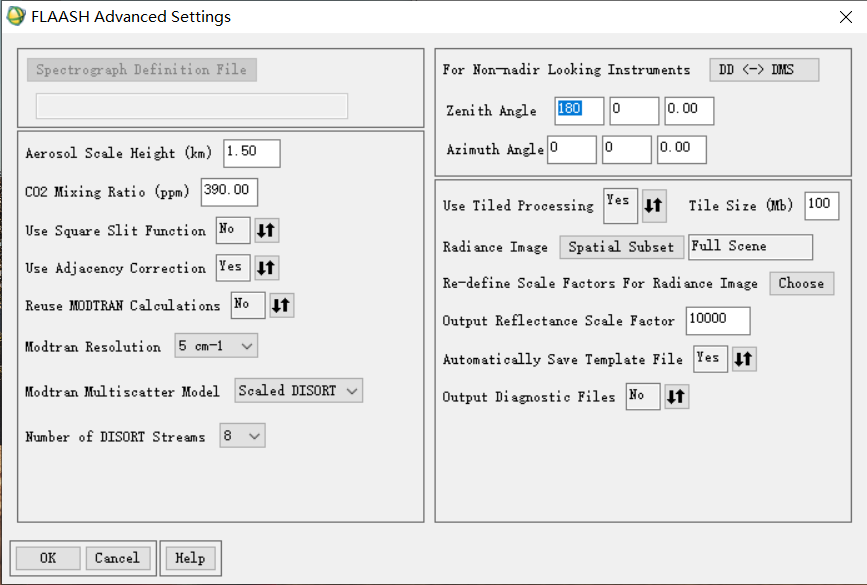 FLAASH Advanced Settings
Spectrograph Definition File
Aerosol Scale Height (km) 1.50
CO2 Mixing Ratio (ppm) 390.00
Use Square Slit Function No
Use Adjacency Correction Yes
Reuse MODTRAN Calculations No
Modtran Resolution 5 cm-1
Modtran Multiscatter Model Scaled DISORT
Number of DISORT Streams 8
For Non-nadir Looking Instruments DD <-> DMS
Zenith Angle 180 0 0.00
Azimuth Angle 0 0 0.00
Use Tiled Processing Yes Tile Size (Mb) 100
Radiance Image Spatial Subset Full Scene
Re-define Scale Factors For Radiance Image Choose
Output Reflectance Scale Factor 10000
Automatically Save Template File Yes
Output Diagnostic Files No
OK Cancel Help